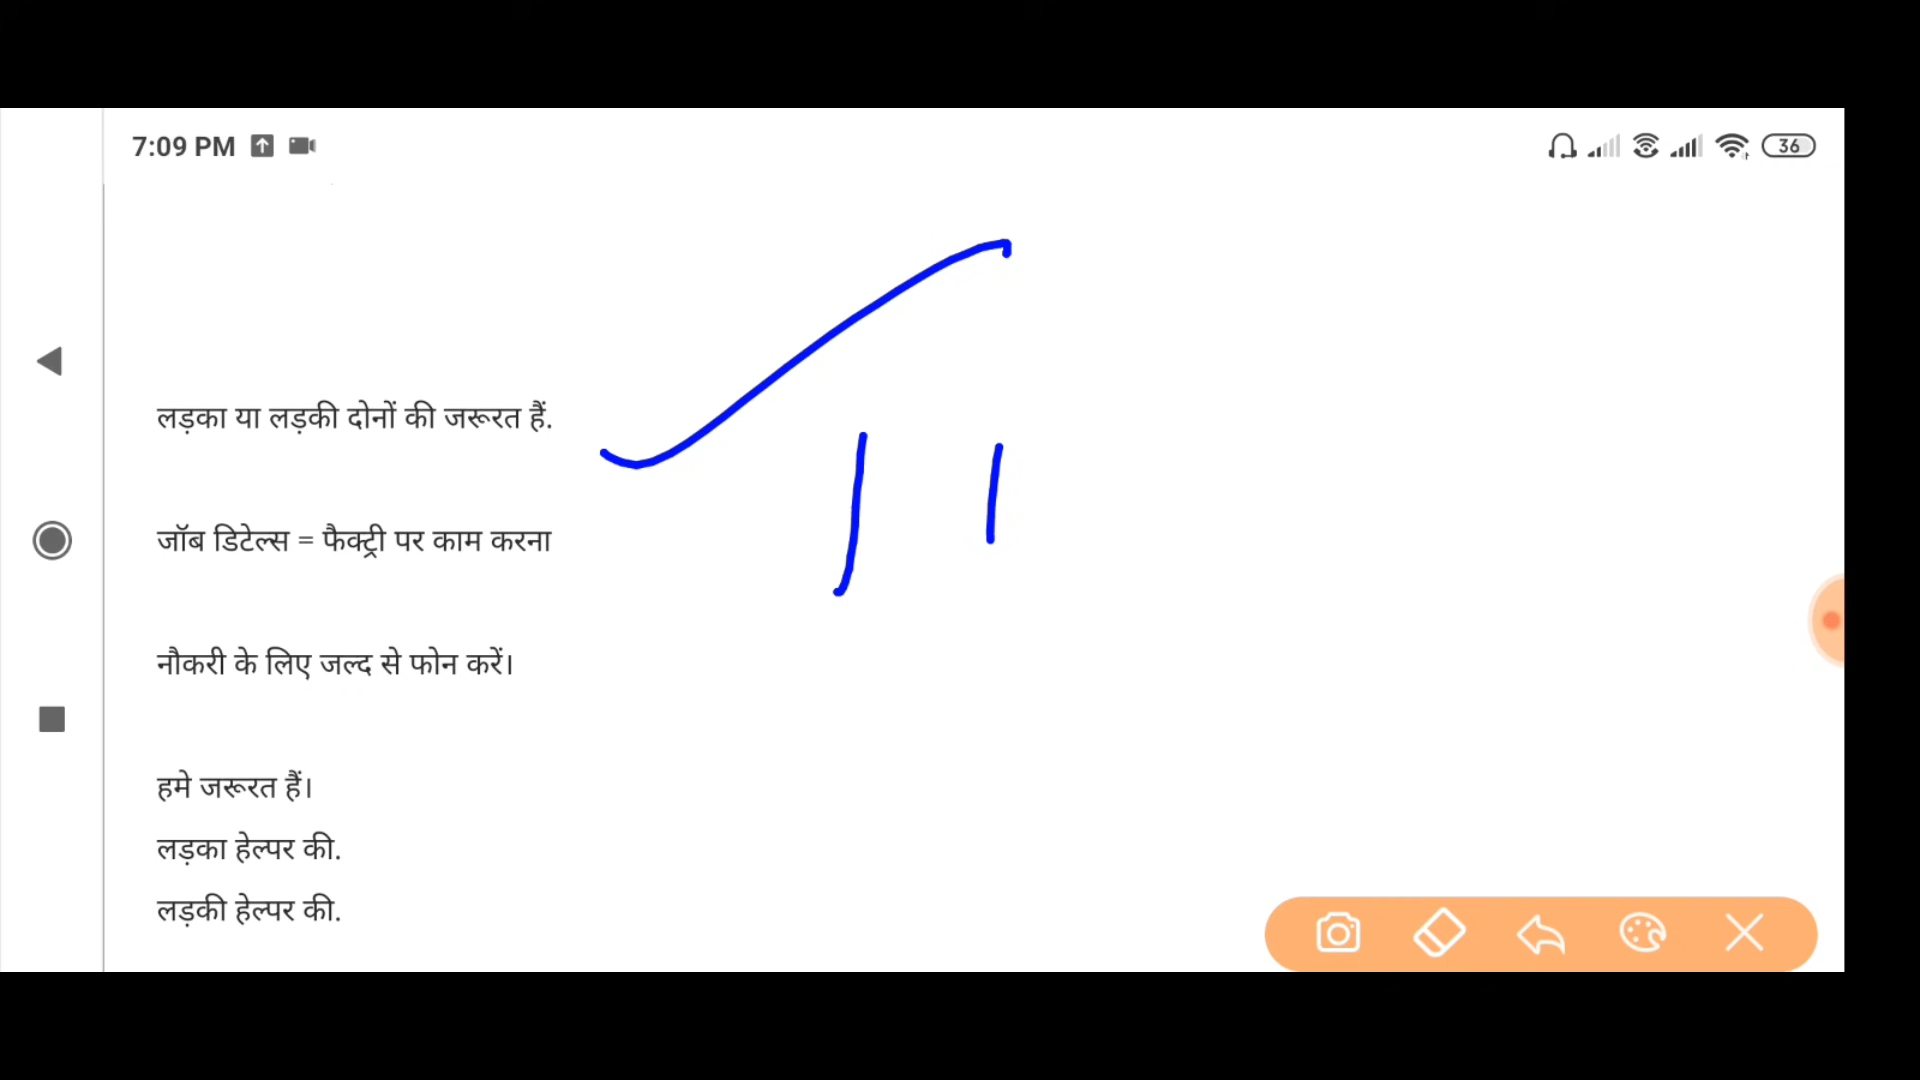 7:09 PM
36
लड़का या लड़की दोनों की जरूरत हैं.
जॉब डिटेल्स = फैक्ट्री पर काम करना
नौकरी के लिए जल्द से फोन करें।
हमे जरूरत हैं।
लड़का हेल्पर की.
लड़की हेल्पर की.